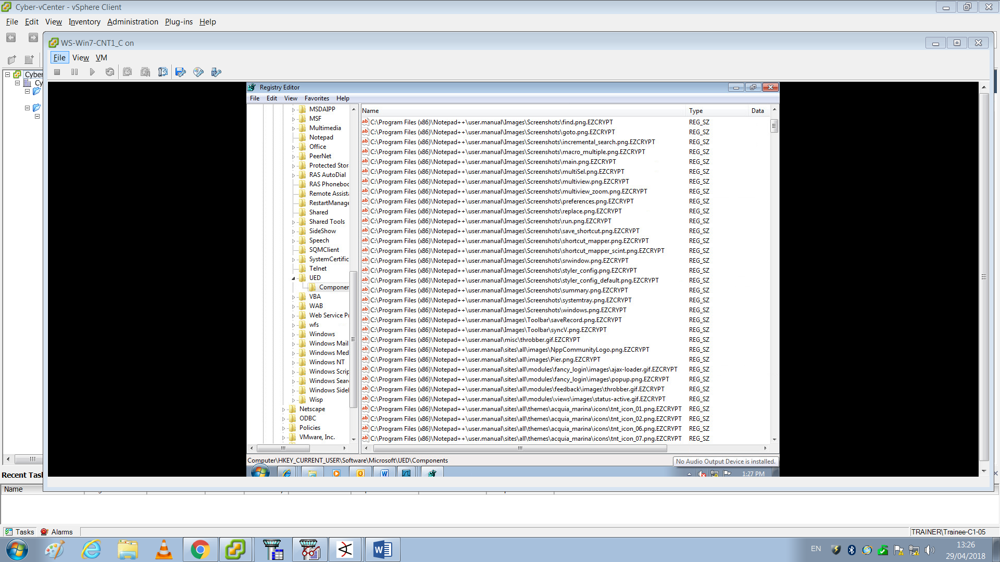 Cyber-vCenter - vSphere Client
File Edit View Inventory Administration Plug-ins Help
WS-Win7-CNT1_C on
File View VM
Cyber
Cy
Registry Editor
File Edit View Favorites Help
MSDAIPP
MSF
Multimedia
Notepad
Office
PeerNet
Protected Stor
RAS AutoDial
RAS Phoneboo
Remote Assista
RestartManage
Shared
Shared Tools
SideShow
Speech
SQMClient
SystemCertific
Telnet
UED
Componen
VBA
WAB
Web Service Pr
wfs
Windows
Windows Mail
Windows Med
Windows NT
Windows Scrip
Windows Sear
Windows Sidel
Wisp
Netscape
ODBC
Policies
VMware, Inc.
Name Type Data
C:\Program Files (x86)\Notepad++\user.manual\Images\Screenshots\find.png.EZCRYPT REG_SZ
C:\Program Files (x86)\Notepad++\user.manual\Images\Screenshots\goto.png.EZCRYPT REG_SZ
C:\Program Files (x86)\Notepad++\user.manual\Images\Screenshots\incremental_search.png.EZCRYPT REG_SZ
C:\Program Files (x86)\Notepad++\user.manual\Images\Screenshots\macro_multiple.png.EZCRYPT REG_SZ
C:\Program Files (x86)\Notepad++\user.manual\Images\Screenshots\main.png.EZCRYPT REG_SZ
C:\Program Files (x86)\Notepad++\user.manual\Images\Screenshots\multiSel.png.EZCRYPT REG_SZ
C:\Program Files (x86)\Notepad++\user.manual\Images\Screenshots\multiview.png.EZCRYPT REG_SZ
C:\Program Files (x86)\Notepad++\user.manual\Images\Screenshots\multiview_zoom.png.EZCRYPT REG_SZ
C:\Program Files (x86)\Notepad++\user.manual\Images\Screenshots\preferences.png.EZCRYPT REG_SZ
C:\Program Files (x86)\Notepad++\user.manual\Images\Screenshots\replace.png.EZCRYPT REG_SZ
C:\Program Files (x86)\Notepad++\user.manual\Images\Screenshots\run.png.EZCRYPT REG_SZ
C:\Program Files (x86)\Notepad++\user.manual\Images\Screenshots\save_shortcut.png.EZCRYPT REG_SZ
C:\Program Files (x86)\Notepad++\user.manual\Images\Screenshots\shortcut_mapper.png.EZCRYPT REG_SZ
C:\Program Files (x86)\Notepad++\user.manual\Images\Screenshots\shortcut_mapper_scint.png.EZCRYPT REG_SZ
C:\Program Files (x86)\Notepad++\user.manual\Images\Screenshots\srwindow.png.EZCRYPT REG_SZ
C:\Program Files (x86)\Notepad++\user.manual\Images\Screenshots\styler_config.png.EZCRYPT REG_SZ
C:\Program Files (x86)\Notepad++\user.manual\Images\Screenshots\styler_config_default.png.EZCRYPT REG_SZ
C:\Program Files (x86)\Notepad++\user.manual\Images\Screenshots\summary.png.EZCRYPT REG_SZ
C:\Program Files (x86)\Notepad++\user.manual\Images\Screenshots\systemtray.png.EZCRYPT REG_SZ
C:\Program Files (x86)\Notepad++\user.manual\Images\Screenshots\windows.png.EZCRYPT REG_SZ
C:\Program Files (x86)\Notepad++\user.manual\Images\Toolbar\saveRecord.png.EZCRYPT REG_SZ
C:\Program Files (x86)\Notepad++\user.manual\Images\Toolbar\syncV.png.EZCRYPT REG_SZ
C:\Program Files (x86)\Notepad++\user.manual\misc\throbber.gif.EZCRYPT REG_SZ
C:\Program Files (x86)\Notepad++\user.manual\sites\all\images\NppCommunityLogo.png.EZCRYPT REG_SZ
C:\Program Files (x86)\Notepad++\user.manual\sites\all\images\Pier.png.EZCRYPT REG_SZ
C:\Program Files (x86)\Notepad++\user.manual\sites\all\modules\fancy_login\images\ajax-loader.gif.EZCRYPT REG_SZ
C:\Program Files (x86)\Notepad++\user.manual\sites\all\modules\fancy_login\images\popup.png.EZCRYPT REG_SZ
C:\Program Files (x86)\Notepad++\user.manual\sites\all\modules\feedback\images\throbber.gif.EZCRYPT REG_SZ
C:\Program Files (x86)\Notepad++\user.manual\sites\all\modules\views\images\status-active.gif.EZCRYPT REG_SZ
C:\Program Files (x86)\Notepad++\user.manual\sites\all\themes\acquia_marina\icons\tnt_icon_01.png.EZCRYPT REG_SZ
C:\Program Files (x86)\Notepad++\user.manual\sites\all\themes\acquia_marina\icons\tnt_icon_02.png.EZCRYPT REG_SZ
C:\Program Files (x86)\Notepad++\user.manual\sites\all\themes\acquia_marina\icons\tnt_icon_06.png.EZCRYPT REG_SZ
C:\Program Files (x86)\Notepad++\user.manual\sites\all\themes\acquia_marina\icons\tnt_icon_07.png.EZCRYPT REG_SZ
Computer\HKEY_CURRENT_USER\Software\Microsoft\UED\Components
No Audio Output Device is installed.
1:27 PM
Recent Tas
Name
Tasks Alarms
TRAINER\Trainee-C1-05
EN
13:26
29/04/2018